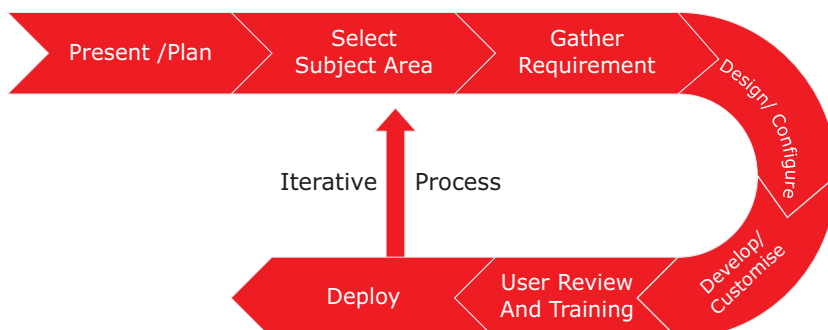 Present /Plan
Select
Subject Area
Gather
Requirement
Design/ Configure
Develop/
Customise
User Review
And Training
Deploy
Iterative Process